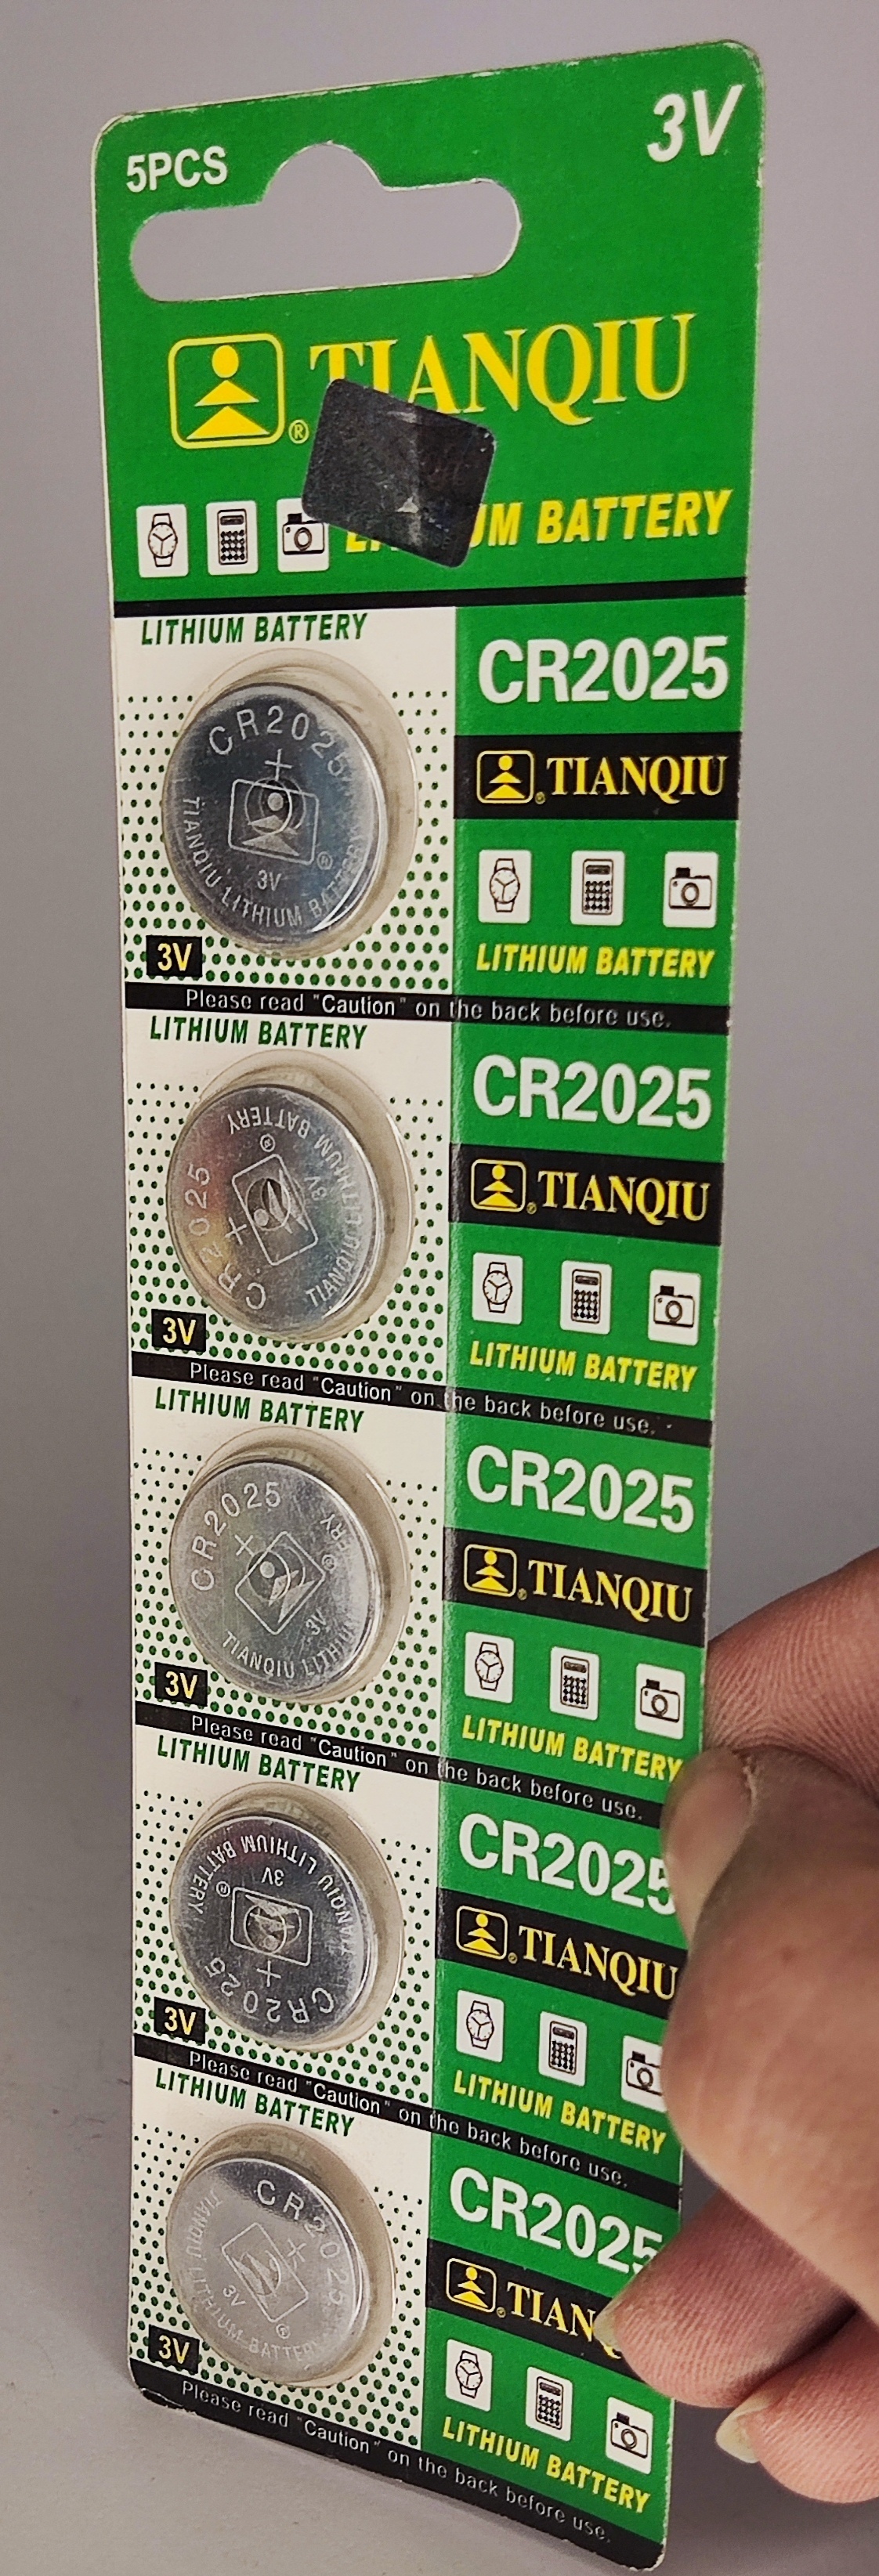 5PCS 3V
® TIANQIU
BATTERY
LITHIUM BATTERY
CR2025
CR2025
+
3V ®
TIANQIU LITHIUM BATTERY
TIANQIU
LITHIUM BATTERY
3V
Please read "Caution" on the back before use.
LITHIUM BATTERY
CR2025
CR2025
+
3V ®
TIANQIU LITHIUM BATTERY
TIANQIU
LITHIUM BATTERY
3V
Please read "Caution" on the back before use.
LITHIUM BATTERY
CR2025
CR2025
+
3V ®
TIANQIU
TIANQIU
LITHIUM BATTERY
3V
Please read "Caution" on the back before use.
LITHIUM BATTERY
CR2025
CR2025
+
3V ®
TIANQIU LITHIUM BATTERY
TIANQIU
LITHIUM BATTERY
3V
Please read "Caution" on the back before use.
LITHIUM BATTERY
CR2025
CR2025
+
3V ®
TIANQIU LITHIUM BATTERY
LITHIUM BATTERY
3V
Please read "Caution" on the back before use.